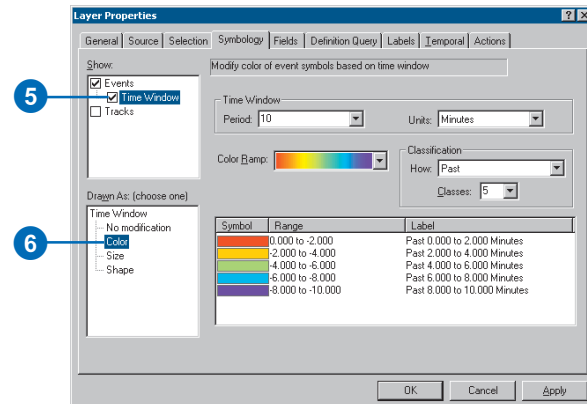 Layer Properties
General Source Selection Symbology Fields Definition Query Labels Temporal Actions
Show:
Modify color of event symbols based on time window
5
Events
Time Window
Tracks
Time Window
Period: 10
Units: Minutes
Color Ramp:
Classification
How: Past
Classes: 5
Drawn As: (choose one)
Time Window
No modification
6
Color
Size
Shape
Symbol Range Label
0.000 to -2.000 Past 0.000 to 2.000 Minutes
-2.000 to -4.000 Past 2.000 to 4.000 Minutes
-4.000 to -6.000 Past 4.000 to 6.000 Minutes
-6.000 to -8.000 Past 6.000 to 8.000 Minutes
-8.000 to -10.000 Past 8.000 to 10.000 Minutes
OK Cancel Apply